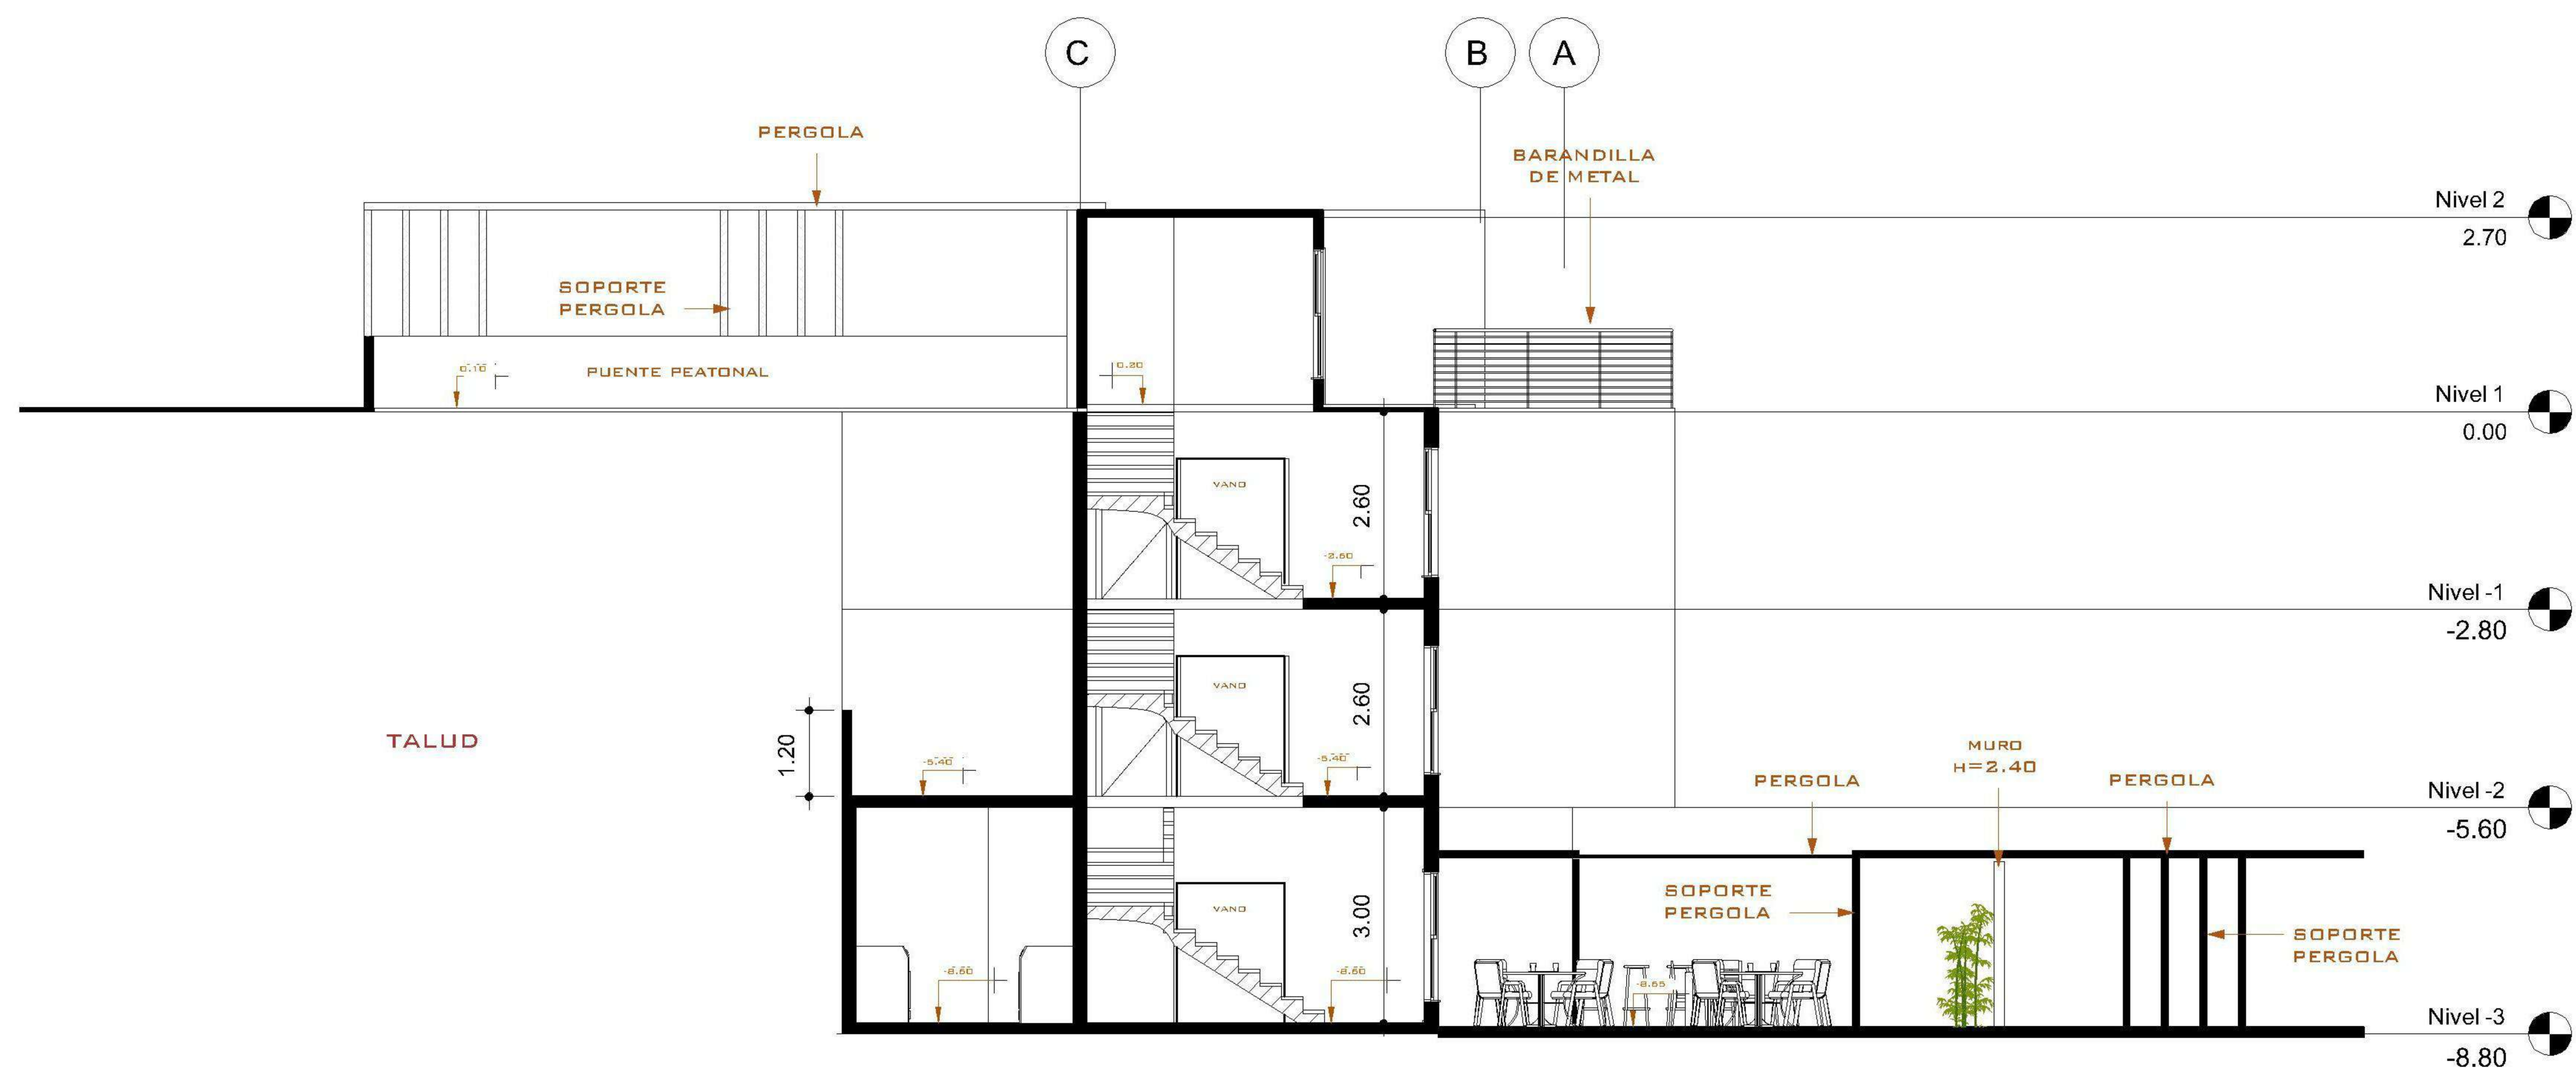 C
B
A
PERGOLA
BARANDILLA
DE METAL
Nivel 2
2.70
SOPORTE
PERGOLA
0.10
PUENTE PEATONAL
0.20
Nivel 1
0.00
VANO
2.60
-2.60
Nivel -1
-2.80
VANO
2.60
TALUD
1.20
-5.40
-5.40
MURO
H=2.40
PERGOLA
PERGOLA
Nivel -2
-5.60
SOPORTE
PERGOLA
VANO
3.00
SOPORTE
PERGOLA
-8.60
-8.60
-8.65
Nivel -3
-8.80